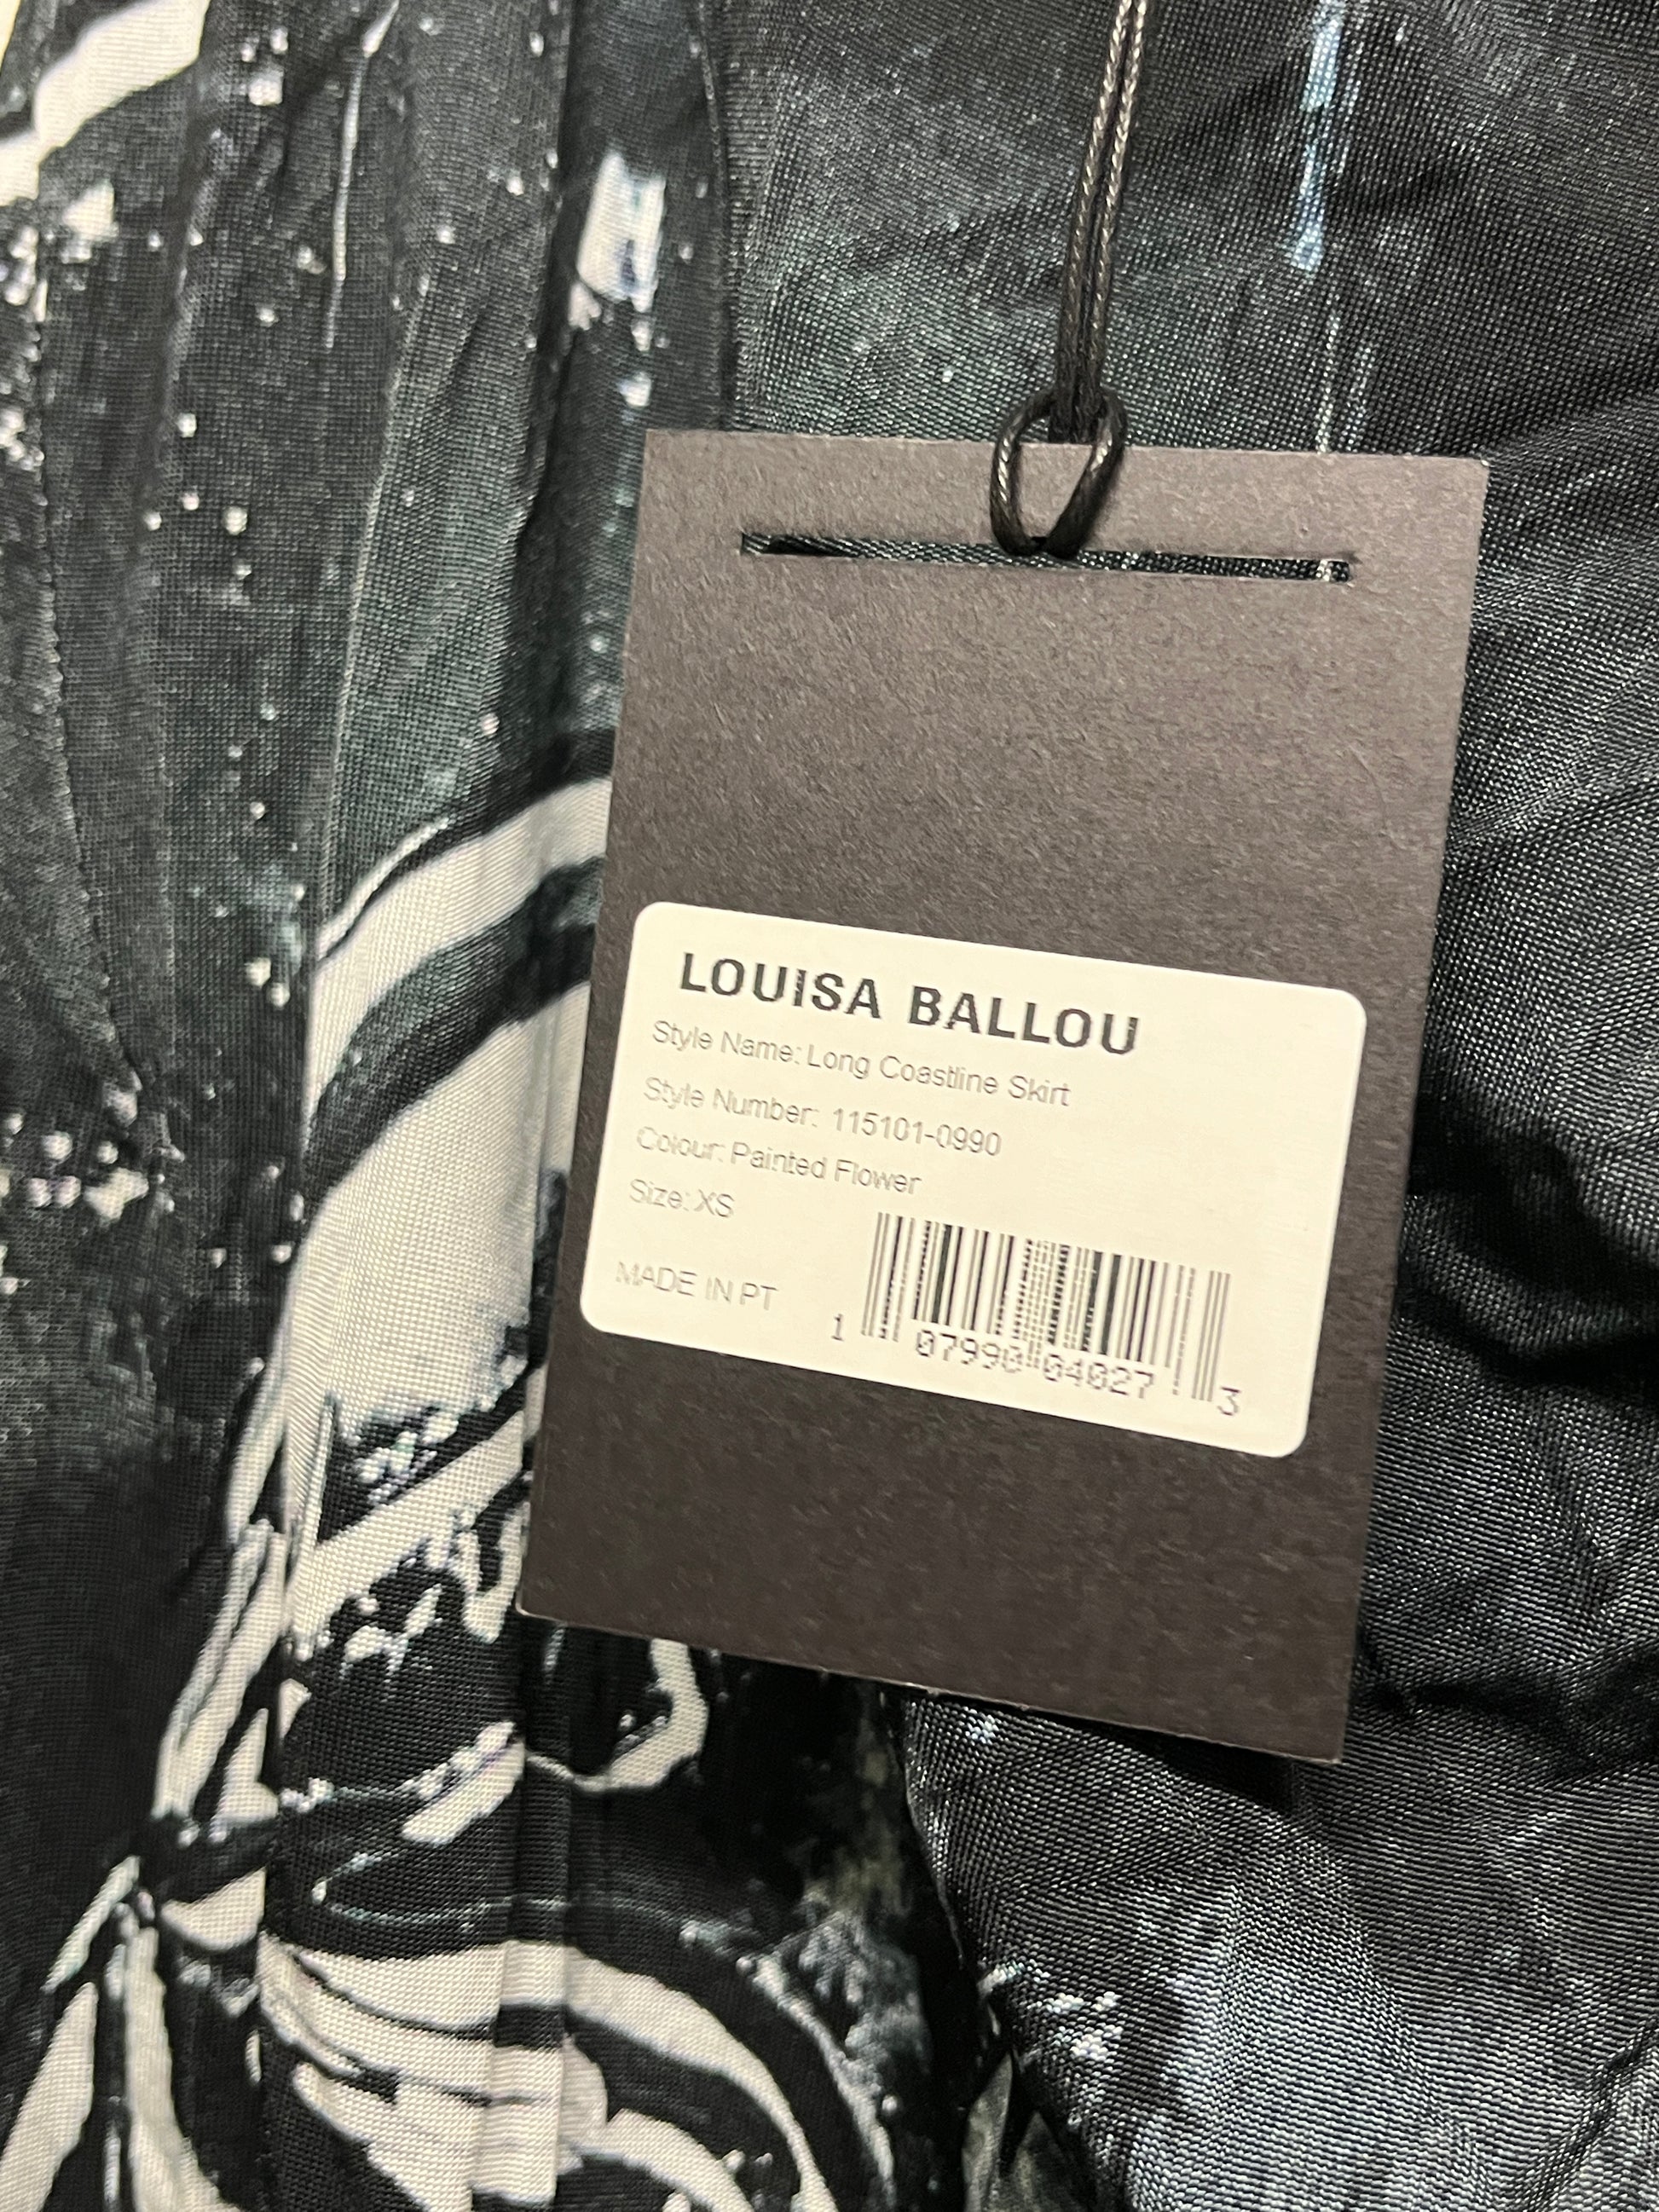 LOUISA BALLOU
Style Name: Long Coastline Skirt
Style Number: 115101-0990
Colour: Painted Flower
Size: XS
MADE IN PT
1 07990 04027 3